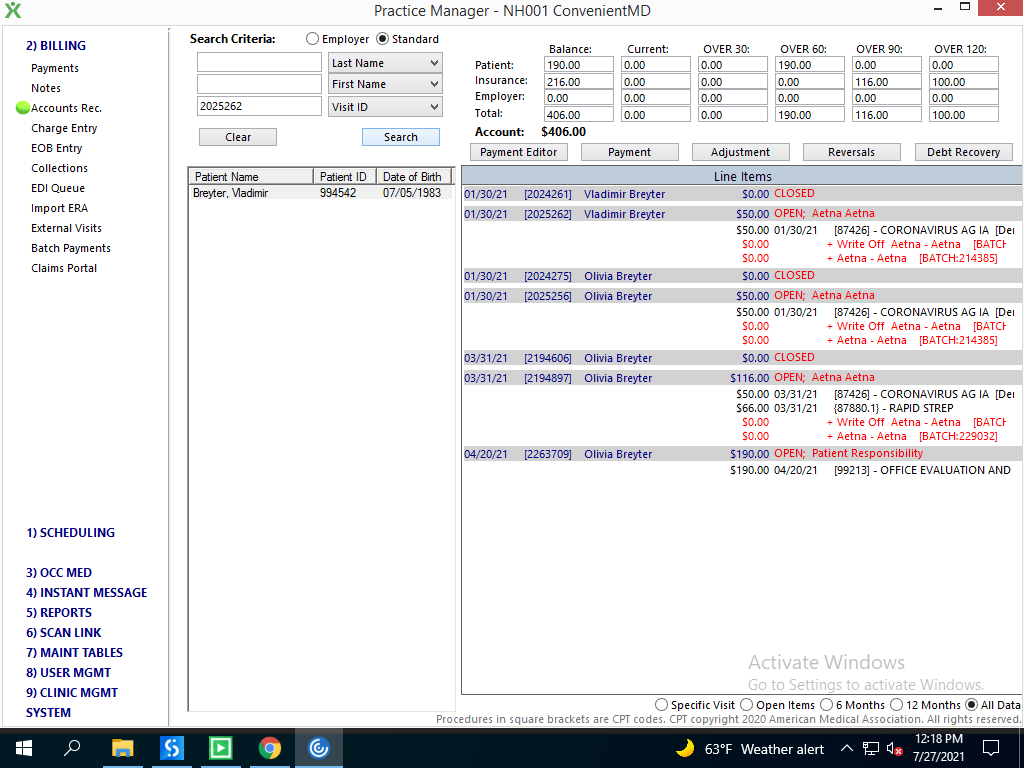 Practice Manager - NH001 ConvenientMD
2) BILLING
Payments
Notes
Accounts Rec.
Charge Entry
EOB Entry
Collections
EDI Queue
Import ERA
External Visits
Batch Payments
Claims Portal
1) SCHEDULING
3) OCC MED
4) INSTANT MESSAGE
5) REPORTS
6) SCAN LINK
7) MAINT TABLES
8) USER MGMT
9) CLINIC MGMT
SYSTEM
Search Criteria: Employer Standard
Last Name
First Name
2025262 Visit ID
Clear Search
Balance: Current: OVER 30: OVER 60: OVER 90: OVER 120:
Patient: 190.00 0.00 0.00 190.00 0.00 0.00
Insurance: 216.00 0.00 0.00 0.00 116.00 100.00
Employer: 0.00 0.00 0.00 0.00 0.00 0.00
Total: 406.00 0.00 0.00 190.00 116.00 100.00
Account: $406.00
Payment Editor Payment Adjustment Reversals Debt Recovery
Patient Name Patient ID Date of Birth
Breyter, Vladimir 994542 07/05/1983
Line Items
01/30/21 [2024261] Vladimir Breyter $0.00 CLOSED
01/30/21 [2025262] Vladimir Breyter $50.00 OPEN; Aetna Aetna
$50.00 01/30/21 [87426] - CORONAVIRUS AG IA [Der
$0.00 + Write Off Aetna - Aetna [BATCH
$0.00 + Aetna - Aetna [BATCH:214385]
01/30/21 [2024275] Olivia Breyter $0.00 CLOSED
01/30/21 [2025256] Olivia Breyter $50.00 OPEN; Aetna Aetna
$50.00 01/30/21 [87426] - CORONAVIRUS AG IA [Der
$0.00 + Write Off Aetna - Aetna [BATCH
$0.00 + Aetna - Aetna [BATCH:214385]
03/31/21 [2194606] Olivia Breyter $0.00 CLOSED
03/31/21 [2194897] Olivia Breyter $116.00 OPEN; Aetna Aetna
$50.00 03/31/21 [87426] - CORONAVIRUS AG IA [Der
$66.00 03/31/21 {87880.1} - RAPID STREP
$0.00 + Write Off Aetna - Aetna [BATCH
$0.00 + Aetna - Aetna [BATCH:229032]
04/20/21 [2263709] Olivia Breyter $190.00 OPEN; Patient Responsibility
$190.00 04/20/21 [99213] - OFFICE EVALUATION AND
Activate Windows
Go to Settings to activate Windows.
Specific Visit Open Items 6 Months 12 Months All Data
Procedures in square brackets are CPT codes. CPT copyright 2020 American Medical Association. All rights reserved.
63°F Weather alert
12:18 PM
7/27/2021